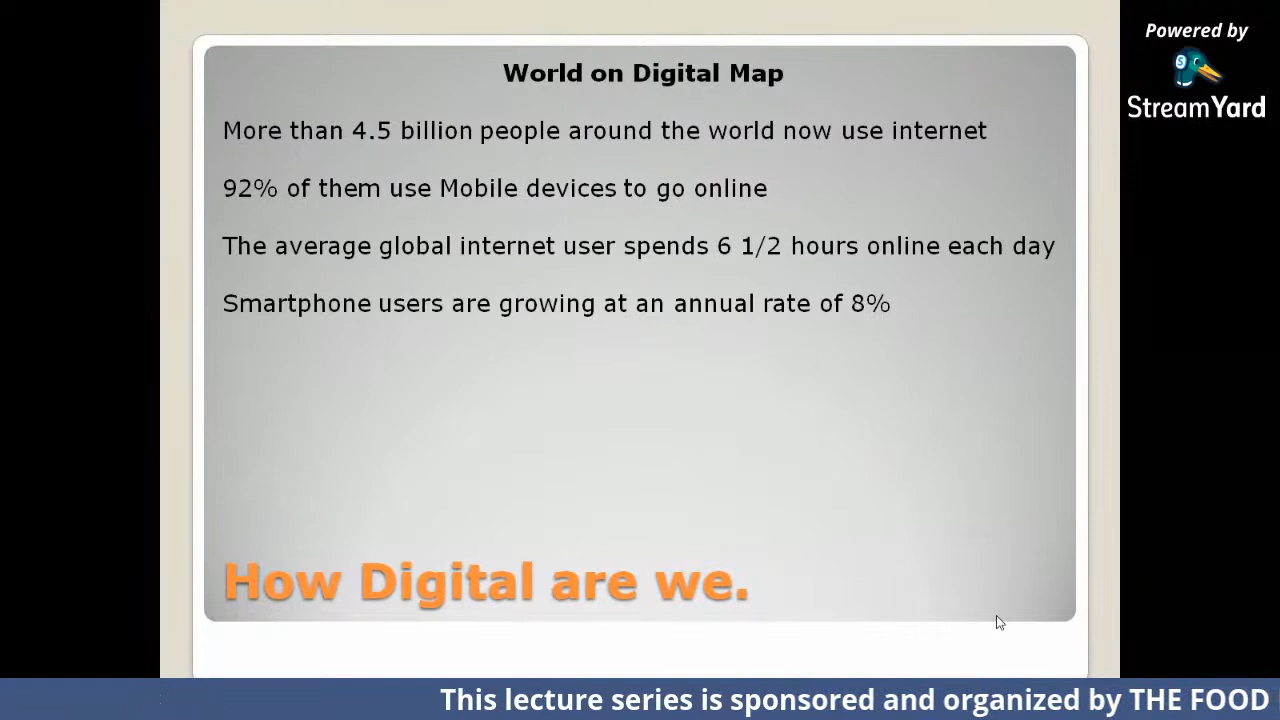 Powered by
StreamYard
World on Digital Map
More than 4.5 billion people around the world now use internet
92% of them use Mobile devices to go online
The average global internet user spends 6 1/2 hours online each day
Smartphone users are growing at an annual rate of 8%
How Digital are we.
This lecture series is sponsored and organized by THE FOOD